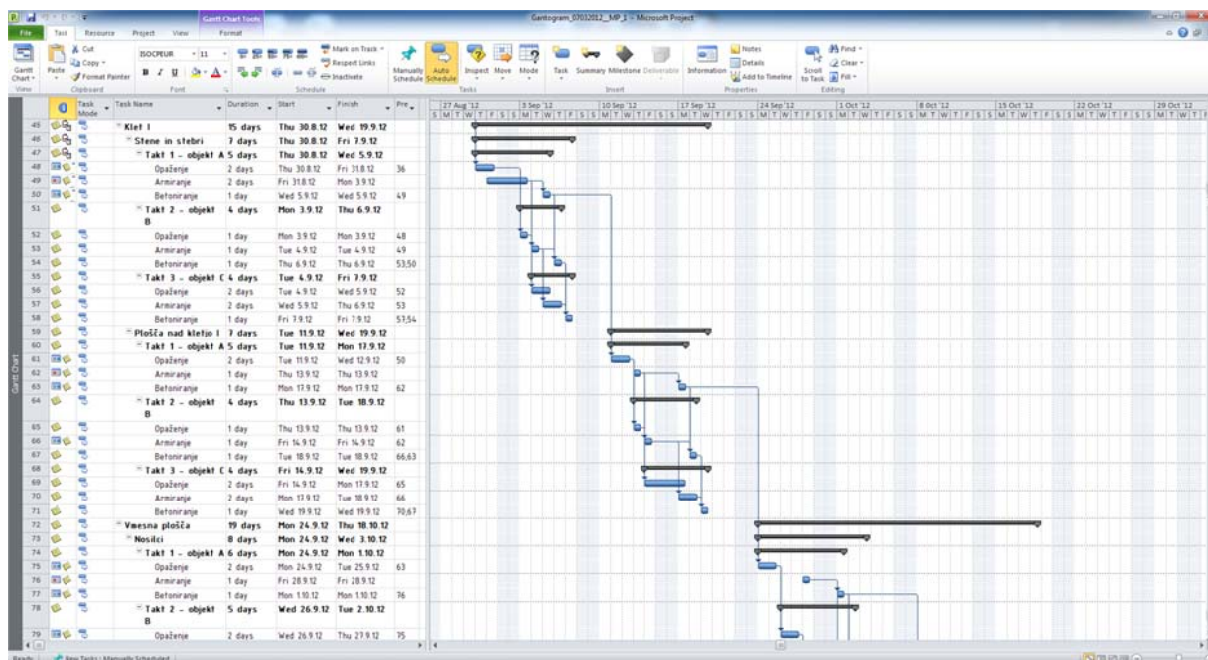 Gantt Chart Tools
Gantogram_07032012__MP_1 - Microsoft Project
File Task Resource Project View Format
Gantt Chart
Paste
Cut
Copy
Format Painter
ISOCPEUR 11
B I U
Mark on Track
Respect Links
Inactivate
Manually Schedule
Auto Schedule
Inspect Move Mode
Task Summary Milestone Deliverable
Information
Notes
Details
Add to Timeline
Scroll to Task
Find
Clear
Fill
View Clipboard Font Schedule Tasks Insert Properties Editing
Task Mode Task Name Duration Start Finish Pre
27 Aug '12 3 Sep '12 10 Sep '12 17 Sep '12 24 Sep '12 1 Oct '12 8 Oct '12 15 Oct '12 22 Oct '12 29 Oct '12
45 Klet I 15 days Thu 30.8.12 Wed 19.9.12
46 Stene in stebri 7 days Thu 30.8.12 Fri 7.9.12
47 Takt 1 - objekt A 5 days Thu 30.8.12 Wed 5.9.12
48 Opaženje 2 days Thu 30.8.12 Fri 31.8.12 36
49 Armiranje 2 days Fri 31.8.12 Mon 3.9.12
50 Betoniranje 1 day Wed 5.9.12 Wed 5.9.12 49
51 Takt 2 - objekt B 4 days Mon 3.9.12 Thu 6.9.12
52 Opaženje 1 day Mon 3.9.12 Mon 3.9.12 48
53 Armiranje 1 day Tue 4.9.12 Tue 4.9.12 49
54 Betoniranje 1 day Thu 6.9.12 Thu 6.9.12 53,50
55 Takt 3 - objekt C 4 days Tue 4.9.12 Fri 7.9.12
56 Opaženje 2 days Tue 4.9.12 Wed 5.9.12 52
57 Armiranje 2 days Wed 5.9.12 Thu 6.9.12 53
58 Betoniranje 1 day Fri 7.9.12 Fri 7.9.12 57,54
59 Plošča nad kletjo I 7 days Tue 11.9.12 Wed 19.9.12
60 Takt 1 - objekt A 5 days Tue 11.9.12 Mon 17.9.12
61 Opaženje 2 days Tue 11.9.12 Wed 12.9.12 50
62 Armiranje 1 day Thu 13.9.12 Thu 13.9.12
63 Betoniranje 1 day Mon 17.9.12 Mon 17.9.12 62
64 Takt 2 - objekt B 4 days Thu 13.9.12 Tue 18.9.12
65 Opaženje 1 day Thu 13.9.12 Thu 13.9.12 61
66 Armiranje 1 day Fri 14.9.12 Fri 14.9.12 62
67 Betoniranje 1 day Tue 18.9.12 Tue 18.9.12 66,63
68 Takt 3 - objekt C 4 days Fri 14.9.12 Wed 19.9.12
69 Opaženje 2 days Fri 14.9.12 Mon 17.9.12 65
70 Armiranje 2 days Mon 17.9.12 Tue 18.9.12 66
71 Betoniranje 1 day Wed 19.9.12 Wed 19.9.12 70,67
72 Vmesna plošča 19 days Mon 24.9.12 Thu 18.10.12
73 Nosilci 8 days Mon 24.9.12 Wed 3.10.12
74 Takt 1 - objekt A 6 days Mon 24.9.12 Mon 1.10.12
75 Opaženje 2 days Mon 24.9.12 Tue 25.9.12 63
76 Armiranje 1 day Fri 28.9.12 Fri 28.9.12
77 Betoniranje 1 day Mon 1.10.12 Mon 1.10.12 76
78 Takt 2 - objekt B 5 days Wed 26.9.12 Tue 2.10.12
79 Opaženje 2 days Wed 26.9.12 Thu 27.9.12 75
Gantt Chart
Ready New Tasks : Manually Scheduled